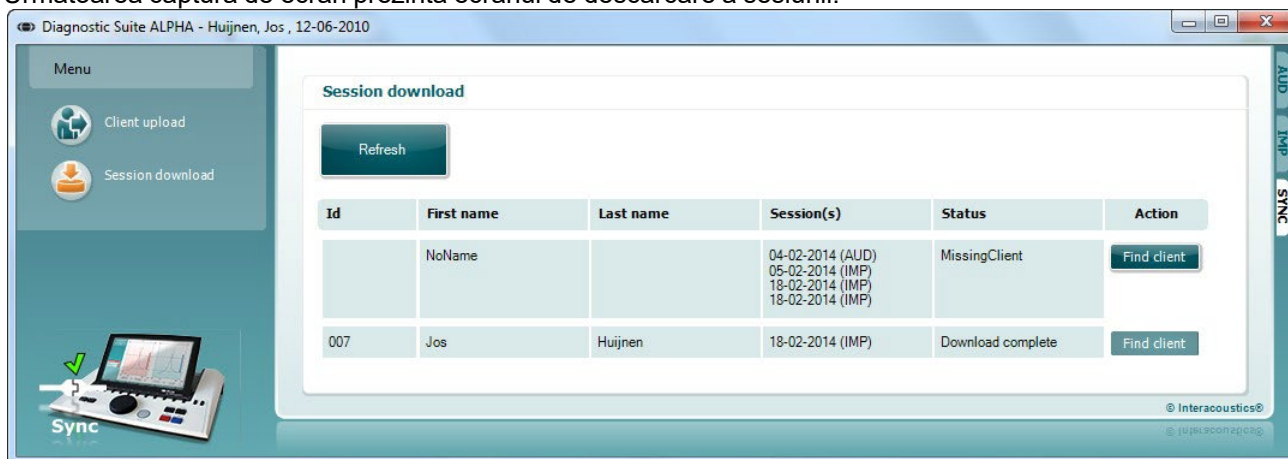 Următoarea captură de ecran prezintă ecranul de descărcare a sesiunii:
Diagnostic Suite ALPHA - Huijnen, Jos , 12-06-2010
Menu
Client upload
Session download
Sync
Session download
Refresh
Id First name Last name Session(s) Status Action
NoName 04-02-2014 (AUD) MissingClient Find client
05-02-2014 (IMP)
18-02-2014 (IMP)
18-02-2014 (IMP)
007 Jos Huijnen 18-02-2014 (IMP) Download complete Find client
© Interacoustics®
AUD
IMP
SYNC